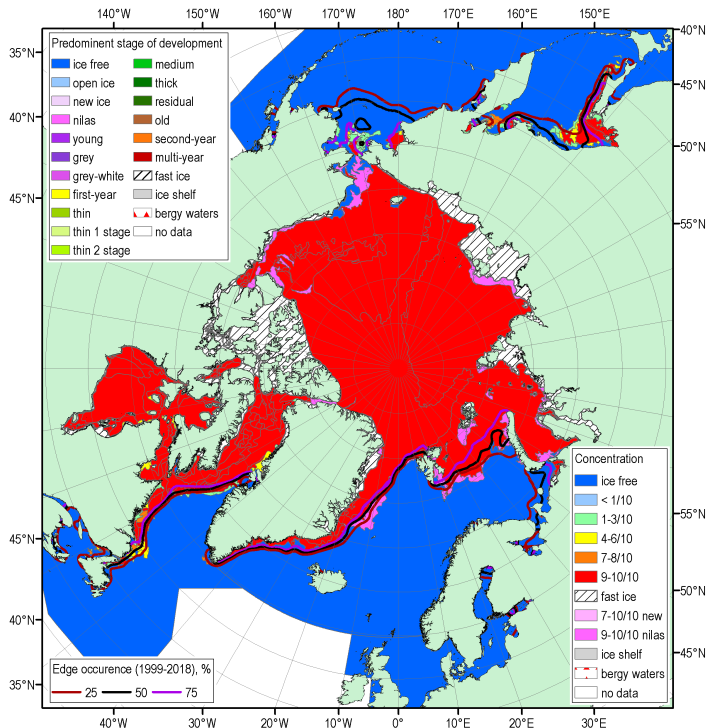 140°W 150°W 160°W 170°W 180° 170°E 160°E 150°E
35°N 40°N
Predominent stage of development
ice free medium
open ice thick
new ice residual
nilas old
young second-year
grey multi-year
grey-white fast ice
first-year ice shelf
thin bergy waters
thin 1 stage no data
thin 2 stage
40°N
45°N
45°N
50°N
55°N
Concentration
ice free
< 1/10
1-3/10
4-6/10
7-8/10
9-10/10
fast ice
7-10/10 new
9-10/10 nilas
ice shelf
bergy waters
no data
45°N
55°N
40°N
50°N
35°N
45°N
Edge occurence (1999-2018), %
25 50 75
40°W 30°W 20°W 10°W 0° 10°E 20°E 30°E